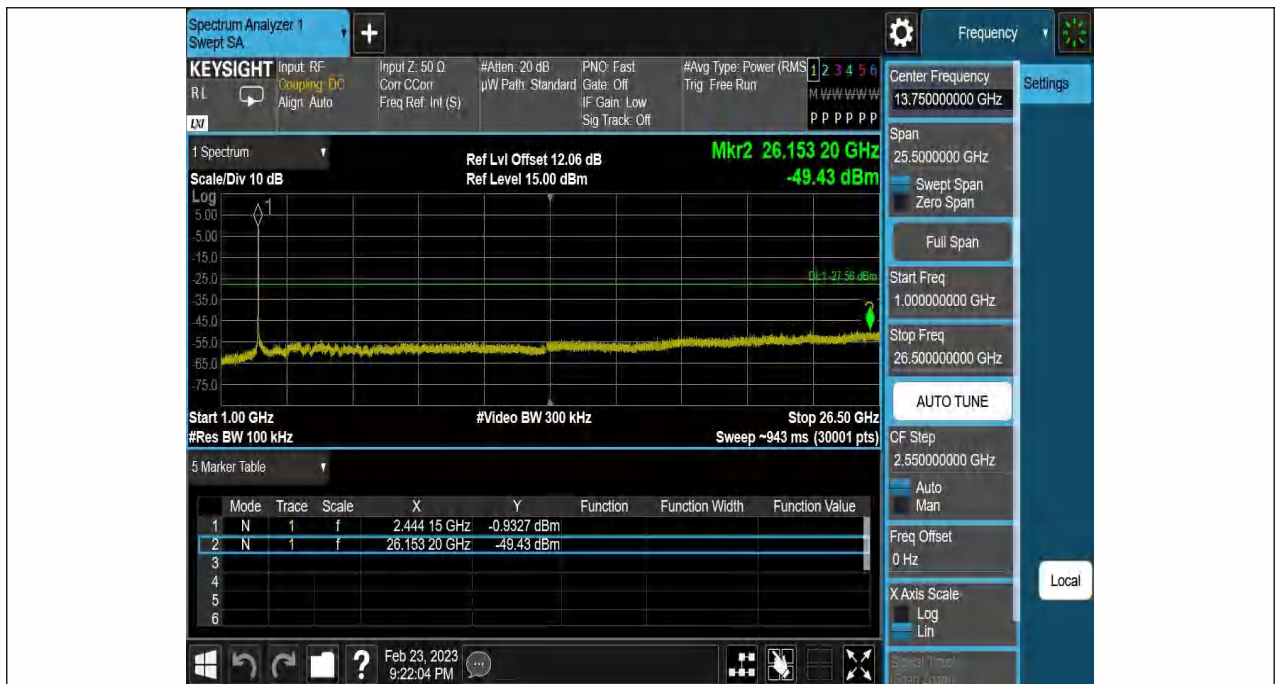 Spectrum Analyzer 1
Swept SA
+
Frequency
KEYSIGHT
RL
LXI
Input: RF
Coupling: DC
Align: Auto
Input Z: 50 Ω
Corr CCorr
Freq Ref: Int (S)
#Atten: 20 dB
µW Path: Standard
PNO: Fast
Gate: Off
IF Gain: Low
Sig Track: Off
#Avg Type: Power (RMS
Trig: Free Run
1 2 3 4 5 6
M W W W W W
P P P P P P
1 Spectrum
Scale/Div 10 dB
Ref Lvl Offset 12.06 dB
Ref Level 15.00 dBm
Mkr2 26.153 20 GHz
-49.43 dBm
Log
1
5.00
-5.00
-15.0
-25.0
DL1 -27.56 dBm
-35.0
2
-45.0
-55.0
-65.0
-75.0
Start 1.00 GHz
#Video BW 300 kHz
Stop 26.50 GHz
#Res BW 100 kHz
Sweep ~943 ms (30001 pts)
5 Marker Table
Mode Trace Scale X Y Function Function Width Function Value
1 N 1 f 2.444 15 GHz -0.9327 dBm
2 N 1 f 26.153 20 GHz -49.43 dBm
3
4
5
6
?
Feb 23, 2023
9:22:04 PM
Center Frequency
13.750000000 GHz
Settings
Span
25.5000000 GHz
Swept Span
Zero Span
Full Span
Start Freq
1.000000000 GHz
Stop Freq
26.500000000 GHz
AUTO TUNE
CF Step
2.550000000 GHz
Auto
Man
Freq Offset
0 Hz
Local
X Axis Scale
Log
Lin
Signal Track
(Span Zoom)